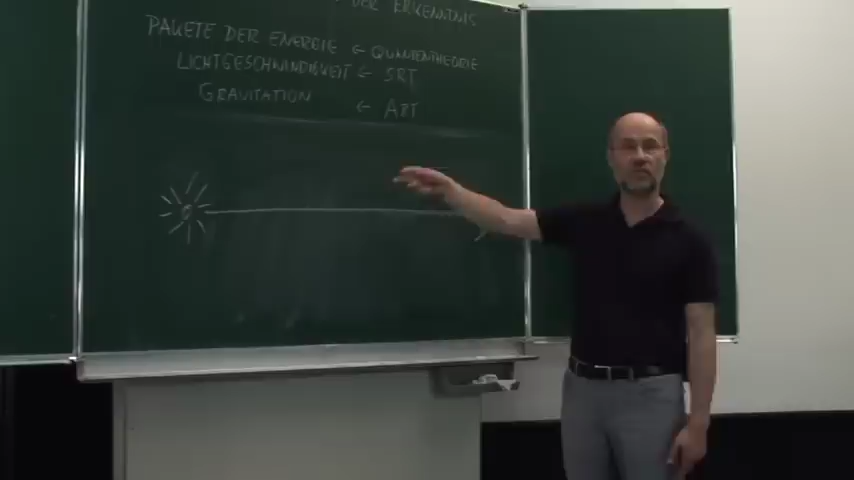 DER ERKENNTNIS
PAKETE DER ENERGIE ← QUANTENTHEORIE
LICHTGESCHWINDIGKEIT ← SRT
GRAVITATION ← ART